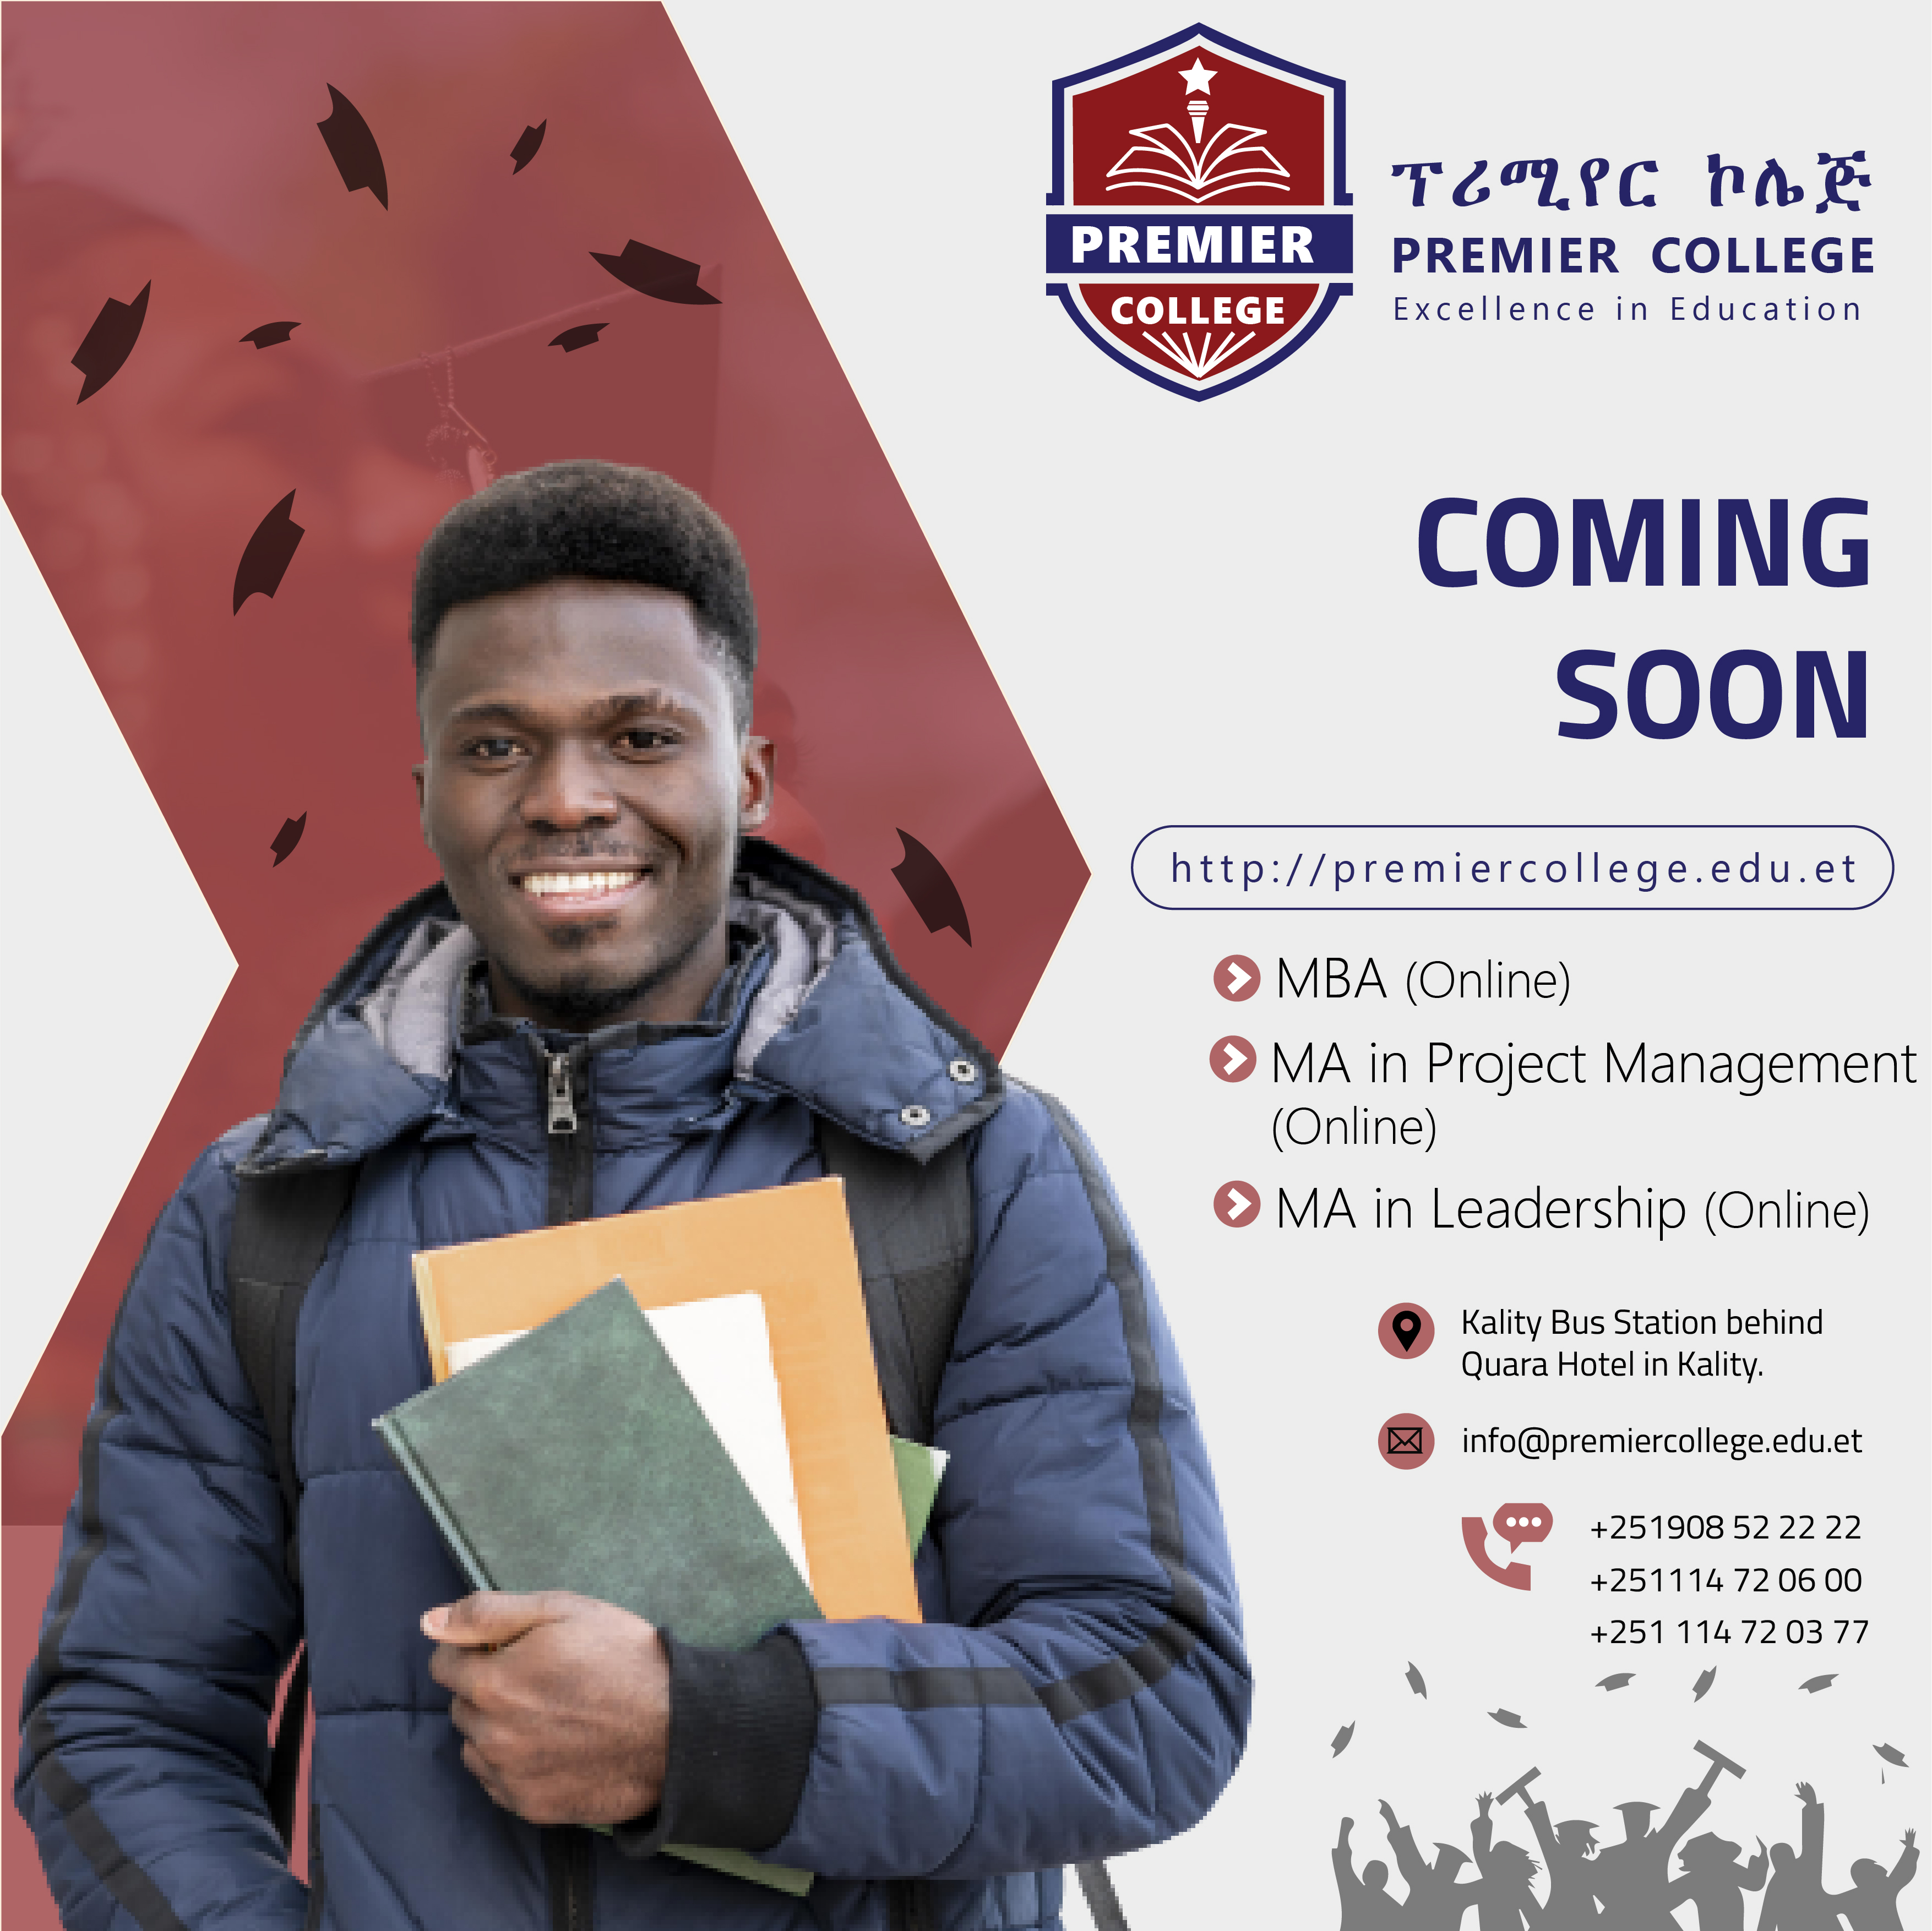 PREMIER
COLLEGE
ፕሪሚየር ኮሌጅ
PREMIER COLLEGE
Excellence in Education
COMING
SOON
http://premiercollege.edu.et
MBA (Online)
MA in Project Management
(Online)
MA in Leadership (Online)
Kality Bus Station behind
Quara Hotel in Kality.
info@premiercollege.edu.et
+251908 52 22 22
+251114 72 06 00
+251 114 72 03 77